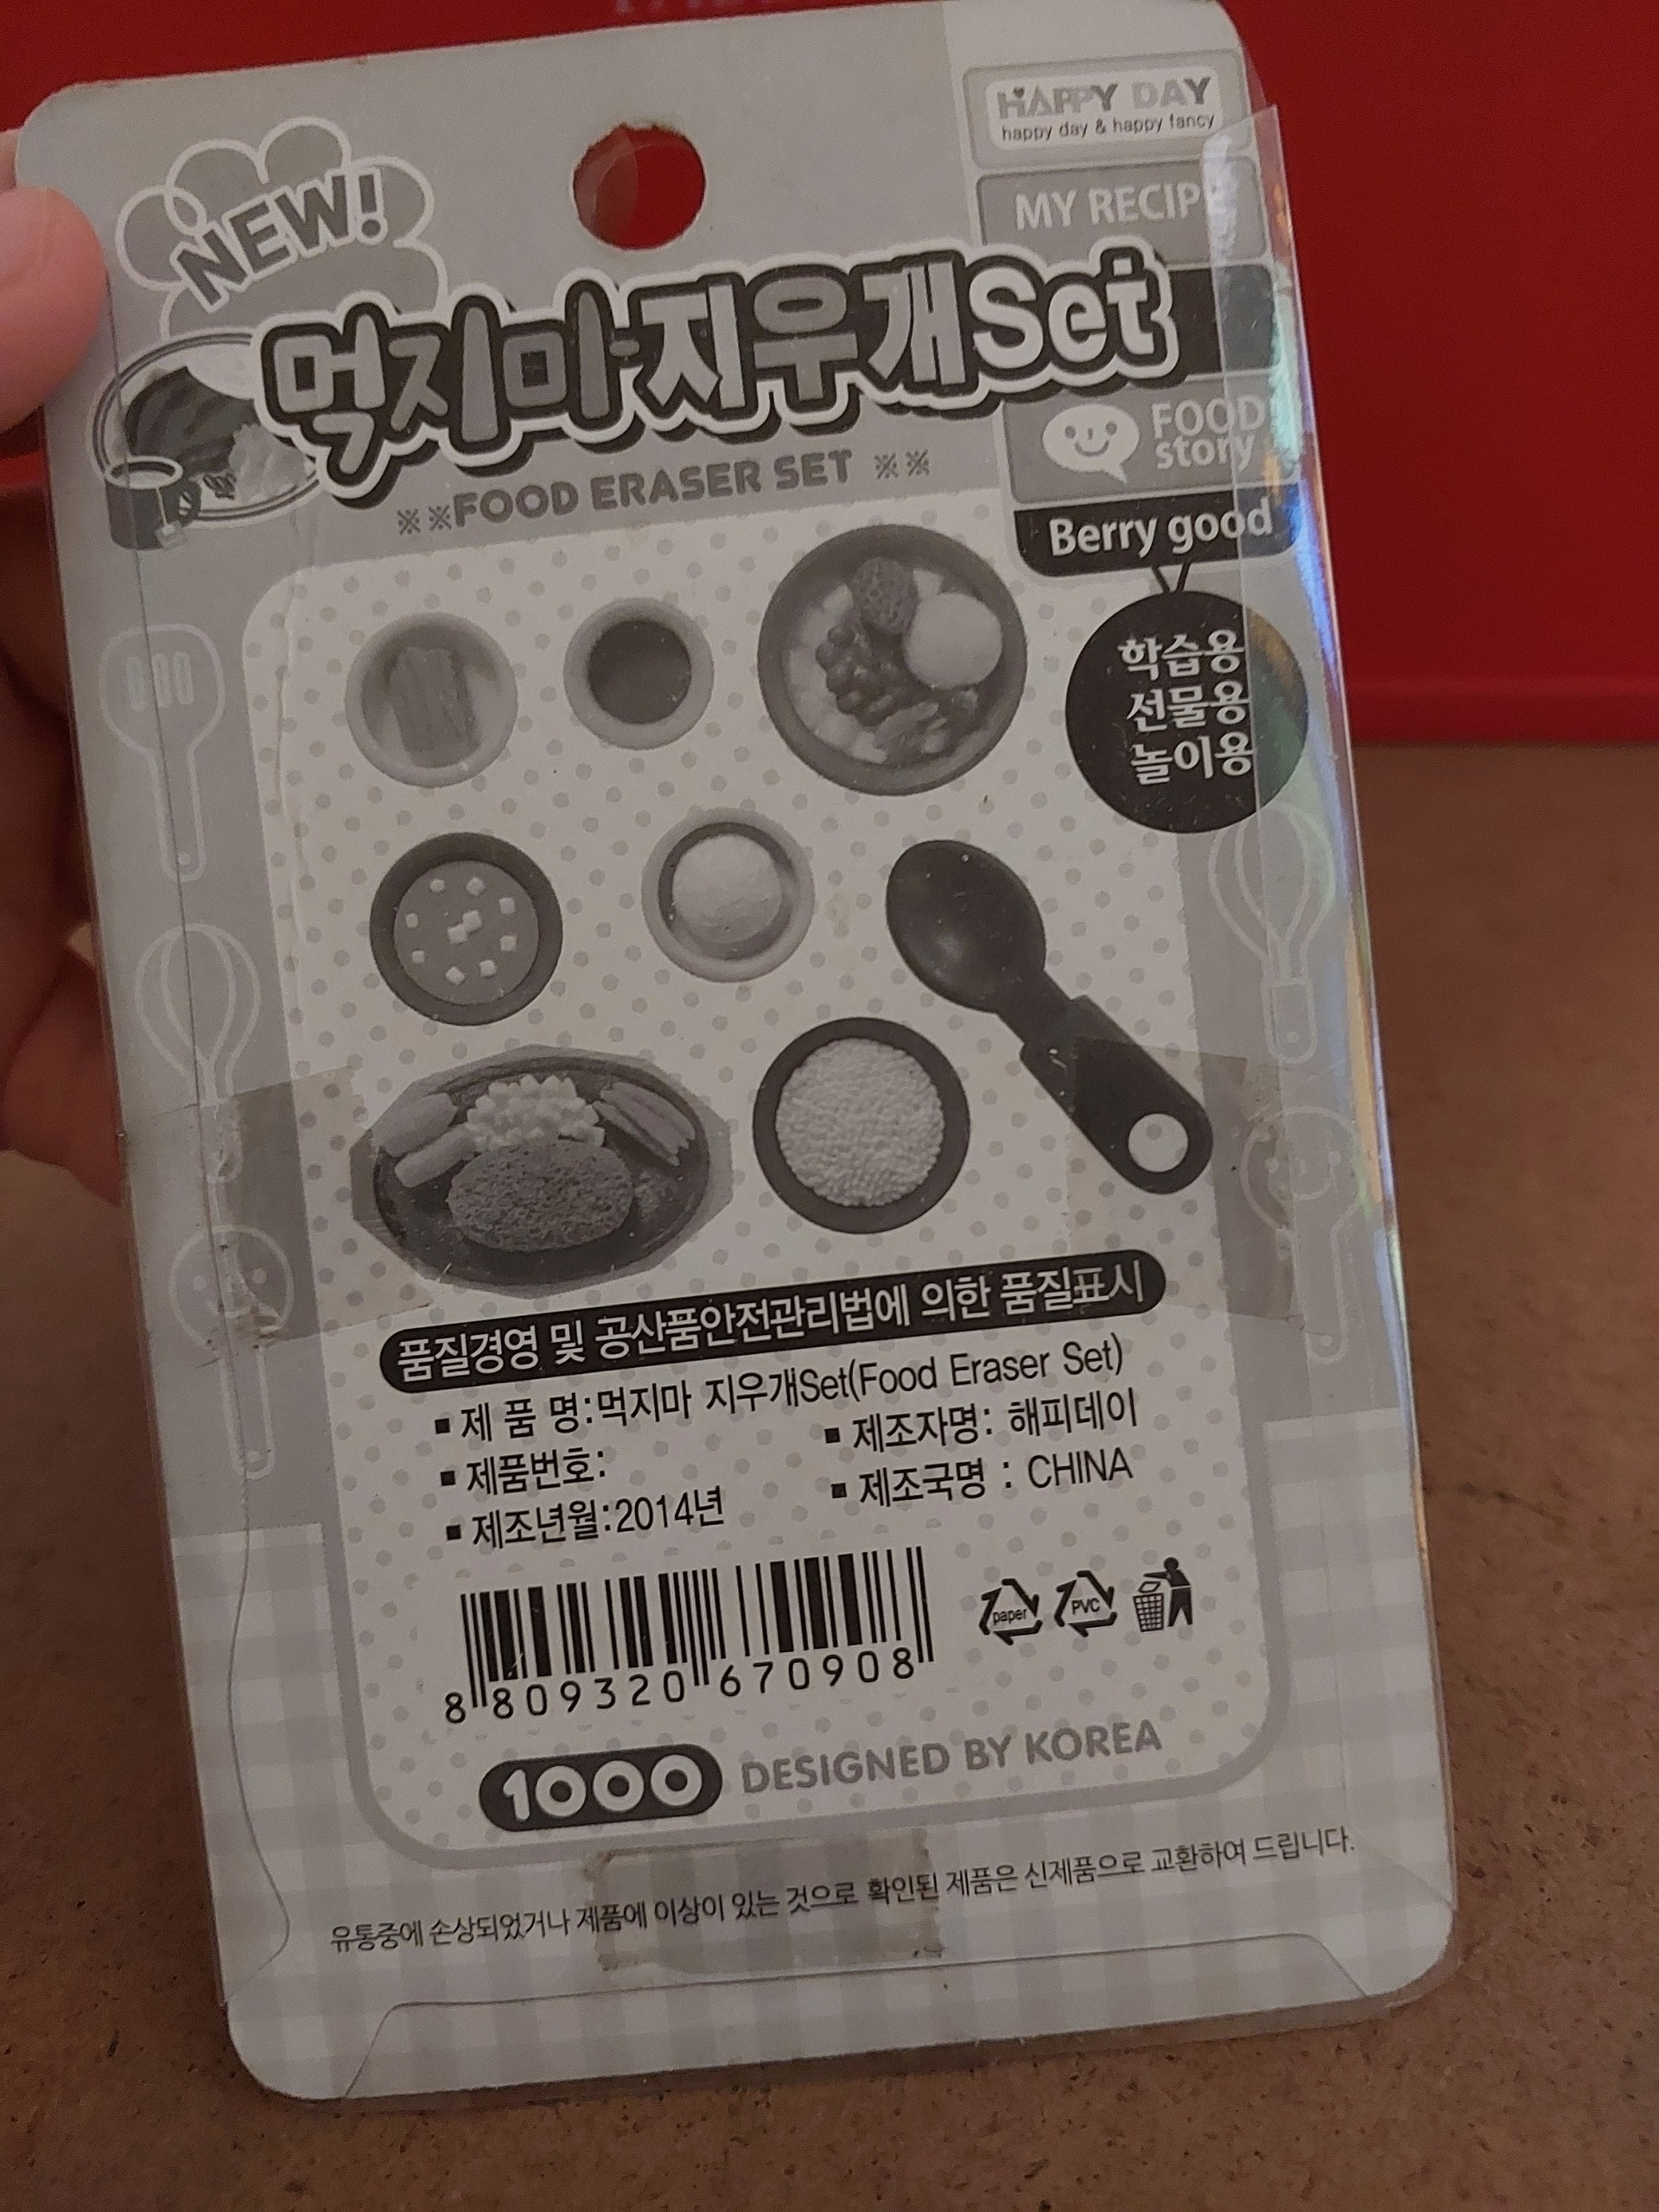 HAPPY DAY
happy day & happy fancy
NEW!
MY RECIPE
먹지마 지우개Set
※※FOOD ERASER SET ※※
FOOD
story
Berry good
학습용
선물용
놀이용
품질경영 및 공산품안전관리법에 의한 품질표시
▪ 제 품 명:먹지마 지우개Set(Food Eraser Set)
▪ 제품번호: ▪ 제조자명: 해피데이
▪ 제조년월:2014년 ▪ 제조국명 : CHINA
paper PVC
8 809320 670908
1000 DESIGNED BY KOREA
유통중에 손상되었거나 제품에 이상이 있는 것으로 확인된 제품은 신제품으로 교환하여 드립니다.